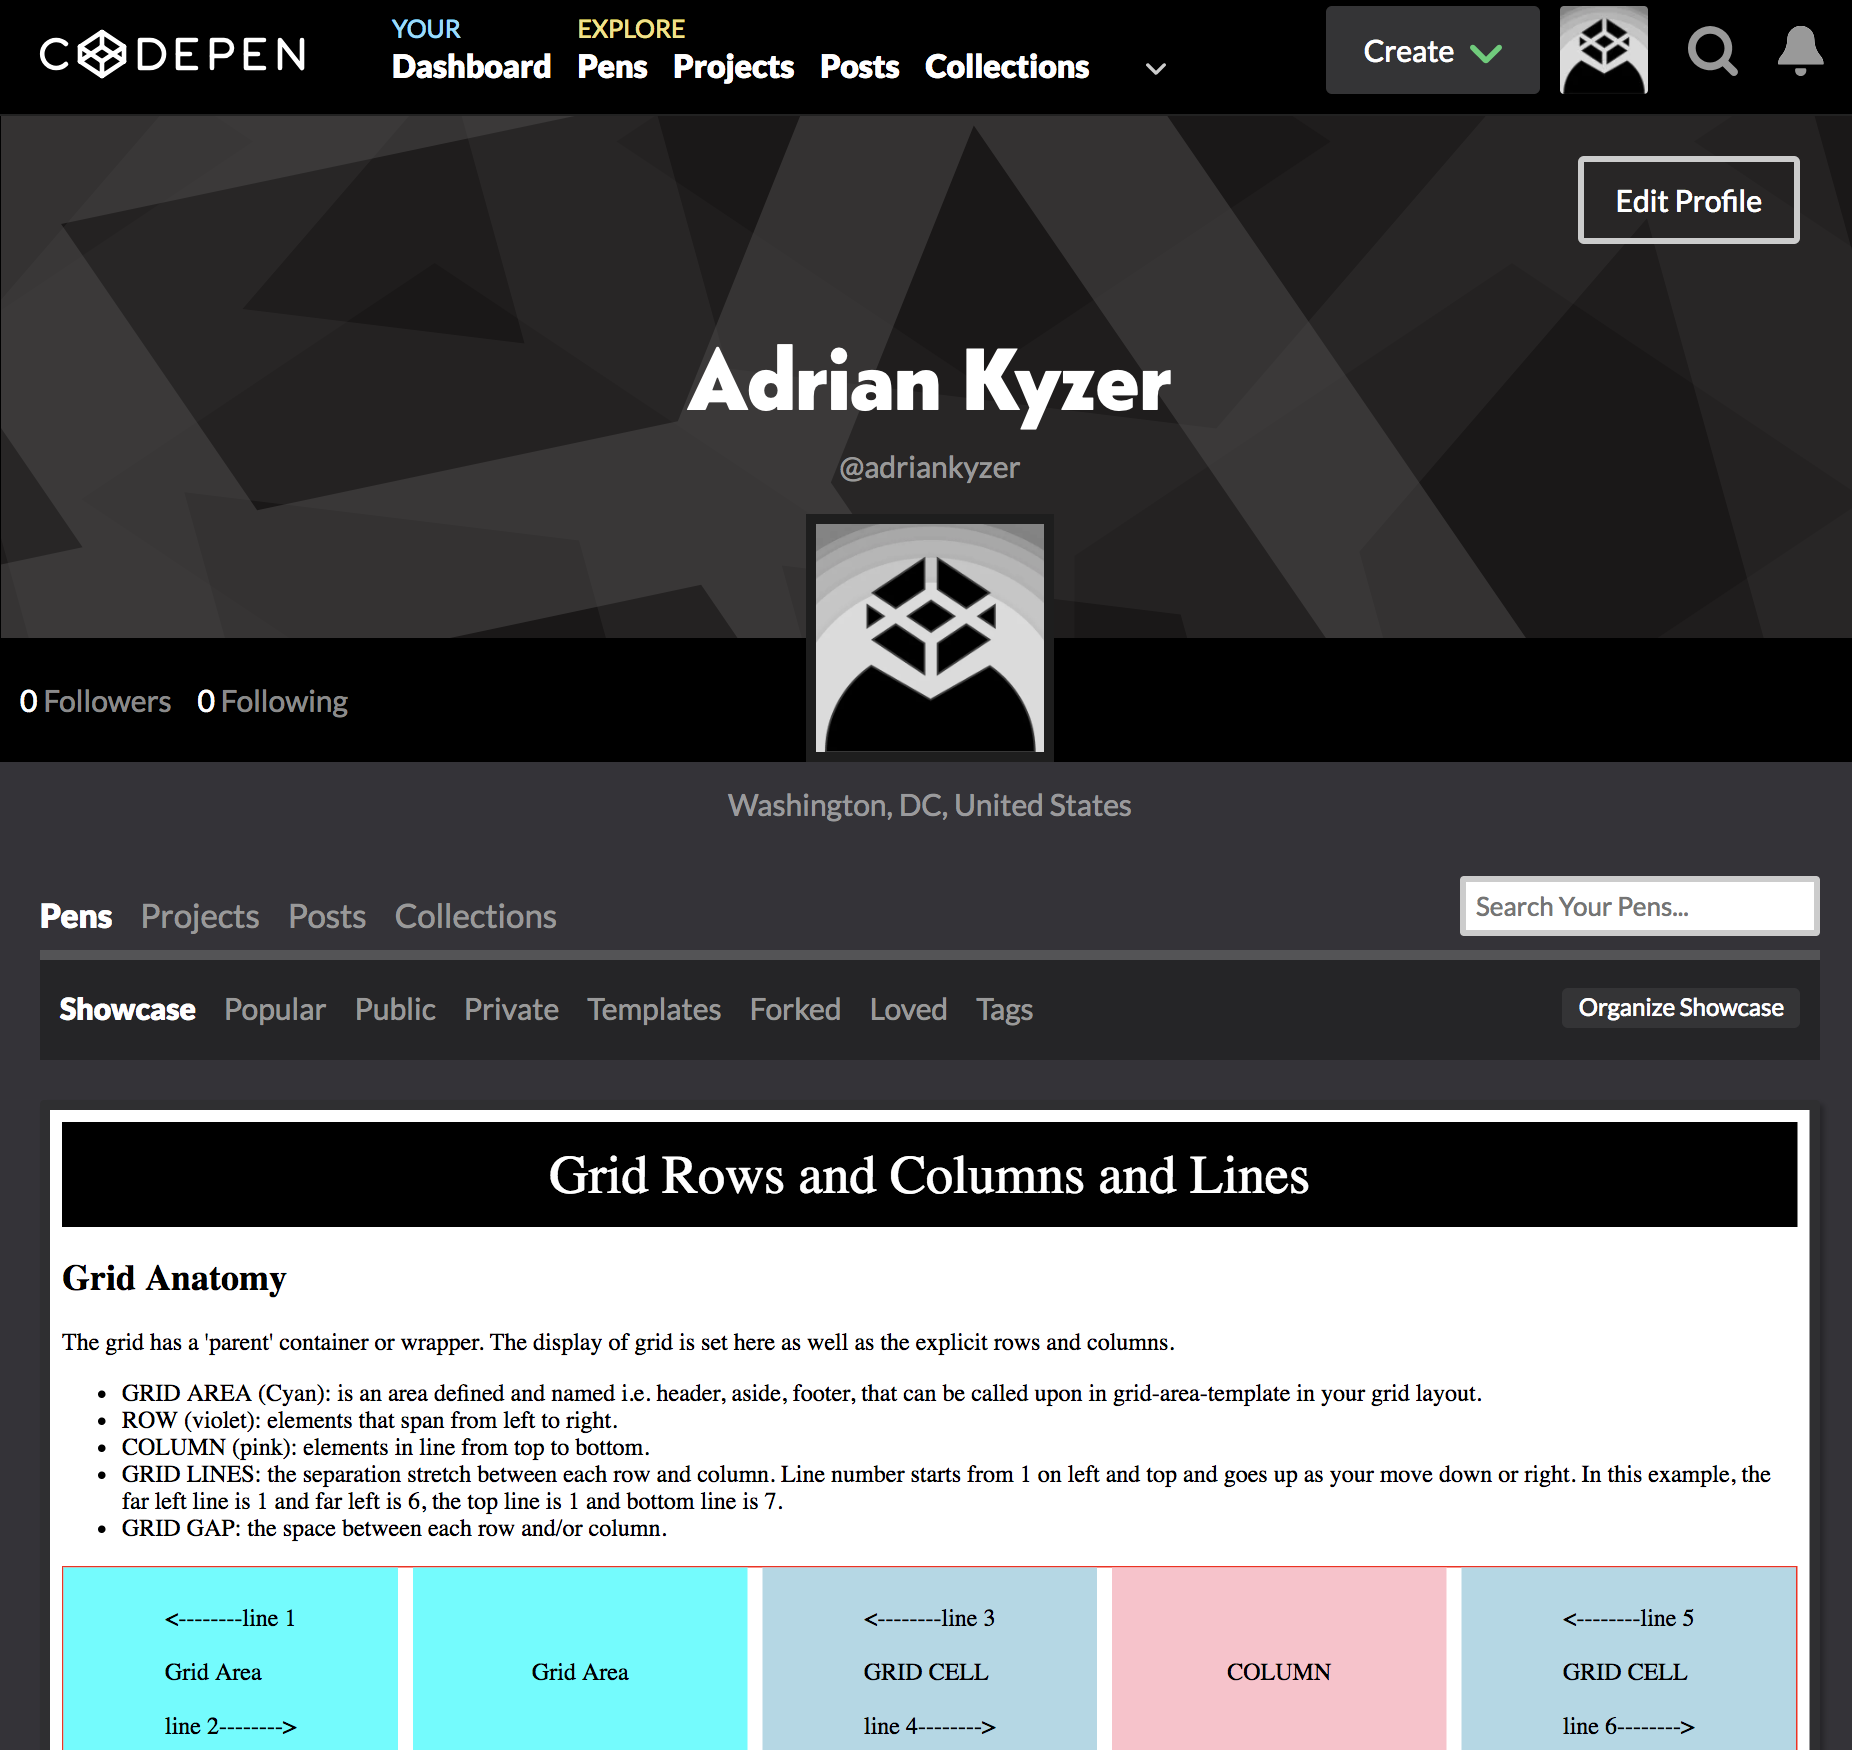 CODEPEN
YOUR
Dashboard
EXPLORE
Pens Projects Posts Collections
Create
Edit Profile
Adrian Kyzer
@adriankyzer
0 Followers 0 Following
Washington, DC, United States
Pens Projects Posts Collections
Search Your Pens...
Showcase Popular Public Private Templates Forked Loved Tags
Organize Showcase
Grid Rows and Columns and Lines
Grid Anatomy
The grid has a 'parent' container or wrapper. The display of grid is set here as well as the explicit rows and columns.
• GRID AREA (Cyan): is an area defined and named i.e. header, aside, footer, that can be called upon in grid-area-template in your grid layout.
• ROW (violet): elements that span from left to right.
• COLUMN (pink): elements in line from top to bottom.
• GRID LINES: the separation stretch between each row and column. Line number starts from 1 on left and top and goes up as your move down or right. In this example, the
far left line is 1 and far left is 6, the top line is 1 and bottom line is 7.
• GRID GAP: the space between each row and/or column.
<--------line 1
Grid Area
line 2-------->
Grid Area
<--------line 3
GRID CELL
line 4-------->
COLUMN
<--------line 5
GRID CELL
line 6-------->